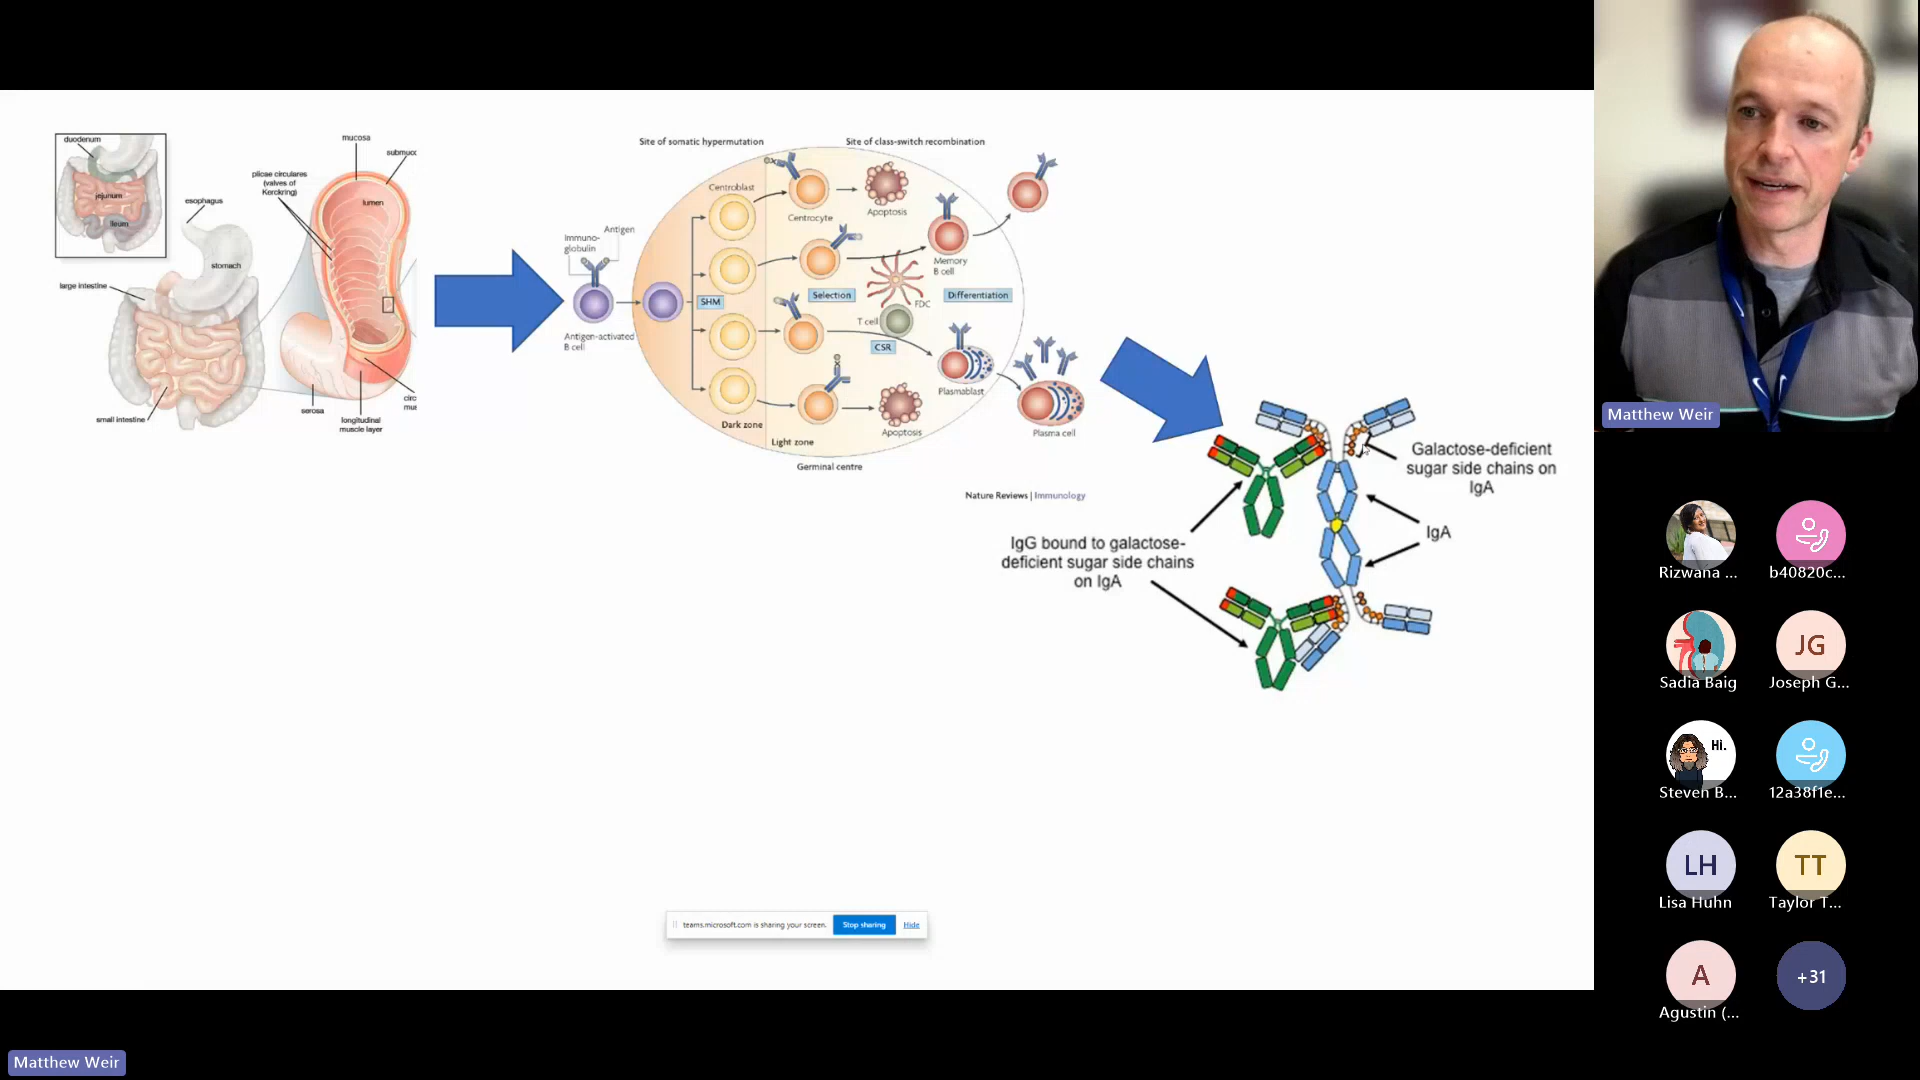 duodenum
jejunum
ileum
esophagus
stomach
large intestine
small intestine
mucosa
submuco
plicae circulares
(valves of
Kerckring)
lumen
serosa
longitudinal
muscle layer
circ
mus
Site of somatic hypermutation
Site of class-switch recombination
Immuno-
globulin
Antigen
Antigen-activated
B cell
Centroblast
Centrocyte
Apoptosis
SHM
Selection
Differentiation
Memory
B cell
FDC
T cell
CSR
Plasmablast
Plasma cell
Apoptosis
Dark zone
Light zone
Germinal centre
Nature Reviews | Immunology
Galactose-deficient
sugar side chains on
IgA
IgA
IgG bound to galactose-
deficient sugar side chains
on IgA
teams.microsoft.com is sharing your screen.
Stop sharing
Hide
Matthew Weir
Rizwana ...
b40820c...
Sadia Baig
JG
Joseph G...
Hi.
Steven B...
12a38f1e...
LH
Lisa Huhn
TT
Taylor T...
A
Agustin (...
+31
Matthew Weir